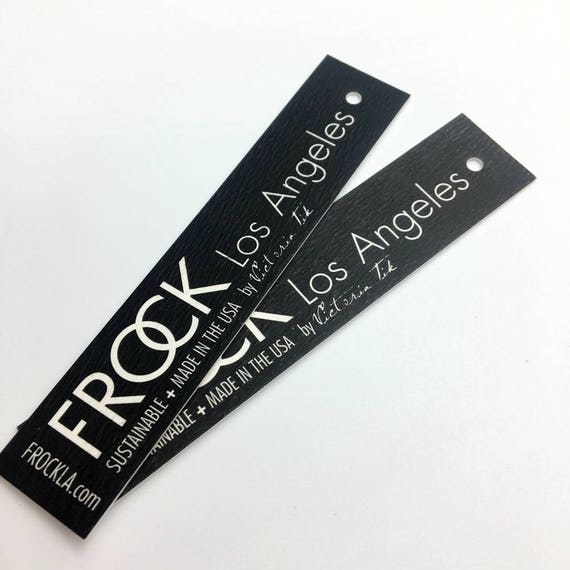 FROCK Los Angeles
by Victoria Tik
SUSTAINABLE + MADE IN THE USA
FROCKLA.com
CK Los Angeles
by Victoria Tik
AINABLE + MADE IN THE USA